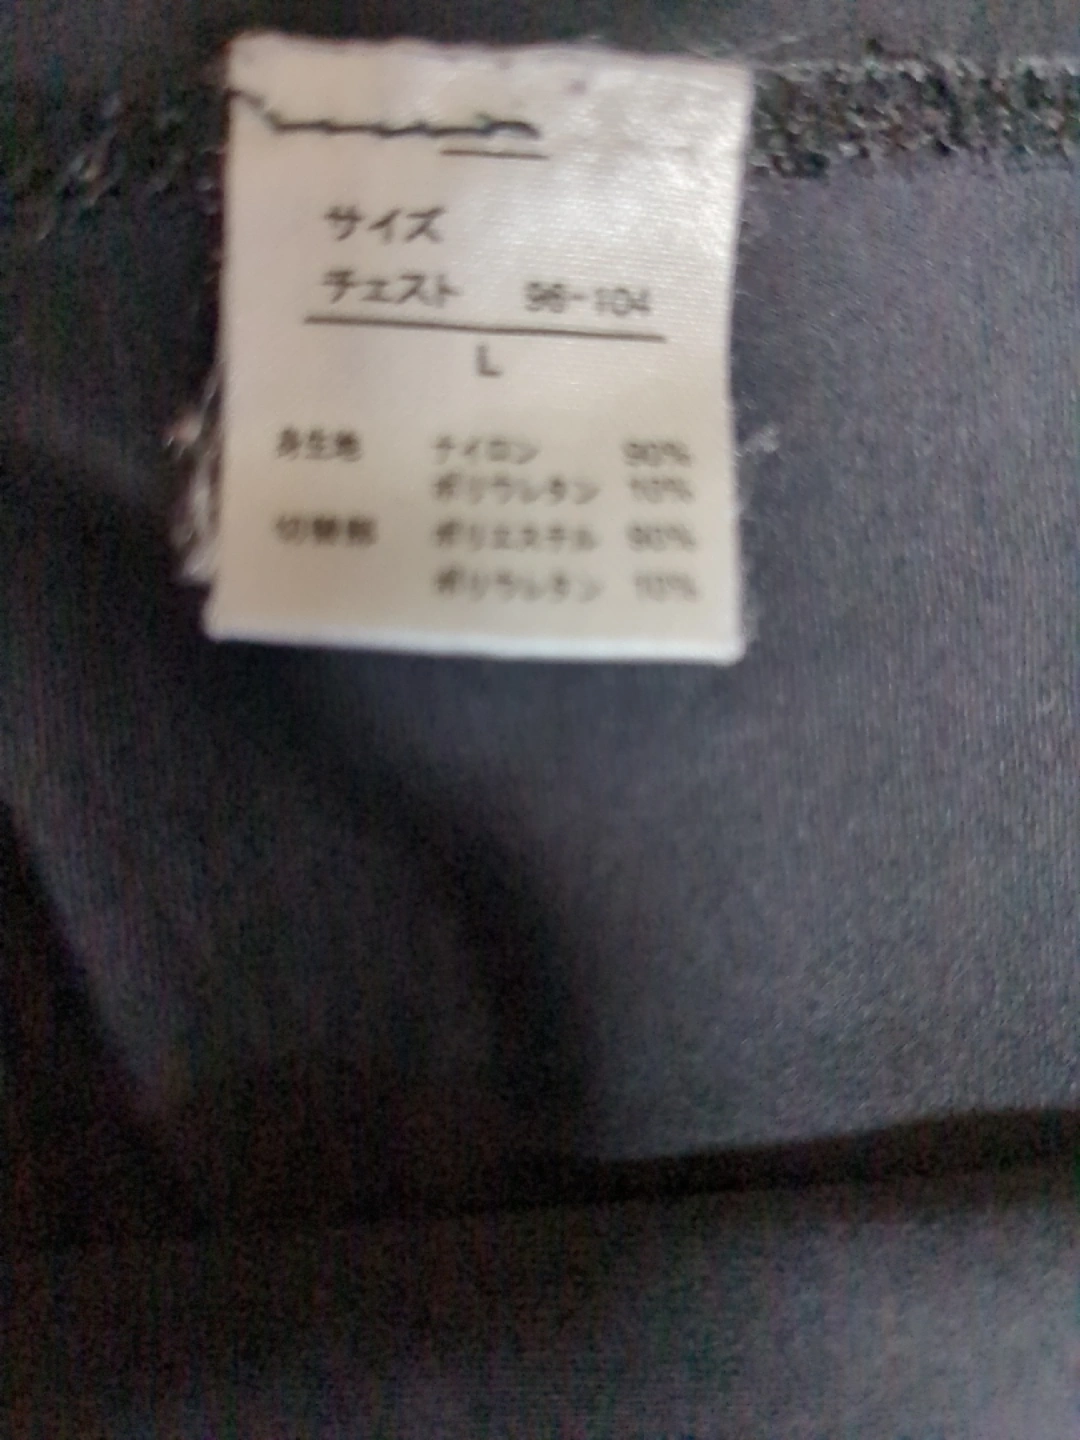 サイズ
チェスト 96-104
L
身生地 ナイロン 90%
ポリウレタン 10%
切替部 ポリエステル 90%
ポリウレタン 10%